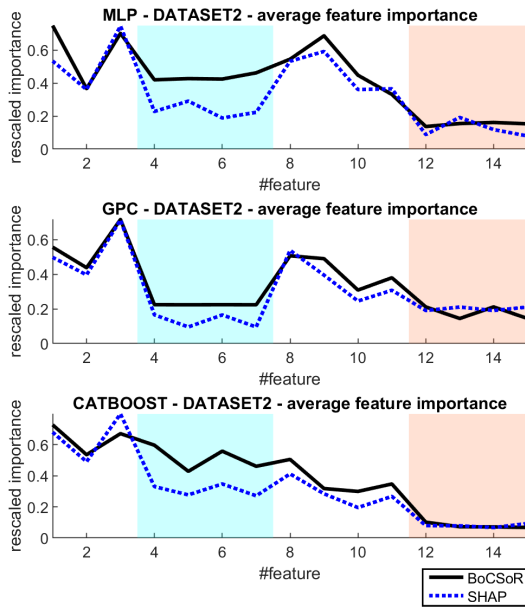 MLP - DATASET2 - average feature importance
rescaled importance
0.6
0.4
0.2
0
2 4 6 8 10 12 14
#feature
GPC - DATASET2 - average feature importance
rescaled importance
0.6
0.4
0.2
0
2 4 6 8 10 12 14
#feature
CATBOOST - DATASET2 - average feature importance
rescaled importance
0.6
0.4
0.2
0
2 4 6 8 10 12 14
#feature
BoCSoR
SHAP